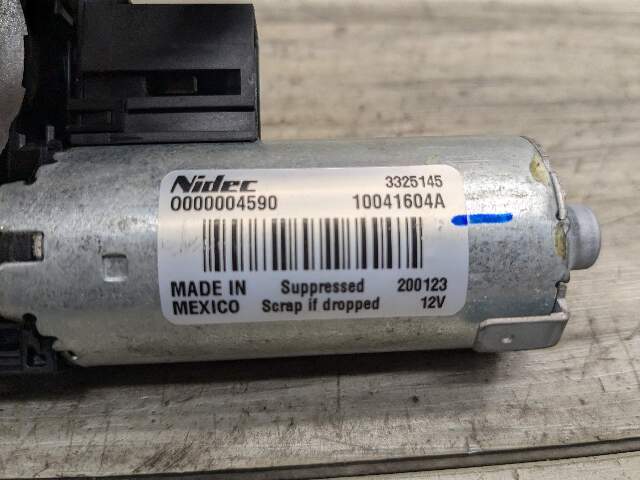 Nidec 3325145
0000004590 10041604A
MADE IN Suppressed 200123
MEXICO Scrap if dropped 12V